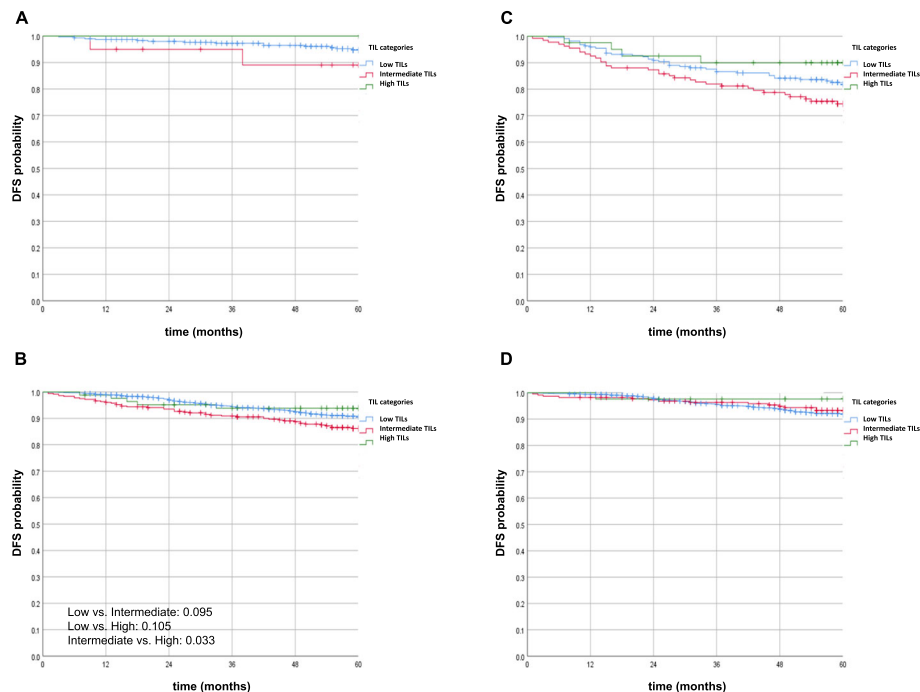 A
TIL categories
Low TILs
Intermediate TILs
High TILs
DFS probability
1.0
0.9
0.8
0.7
0.6
0.5
0.4
0.3
0.2
0.1
0.0
0 12 24 36 48 60
time (months)
C
TIL categories
Low TILs
Intermediate TILs
High TILs
DFS probability
1.0
0.9
0.8
0.7
0.6
0.5
0.4
0.3
0.2
0.1
0.0
0 12 24 36 48 60
time (months)
B
TIL categories
Low TILs
Intermediate TILs
High TILs
DFS probability
1.0
0.9
0.8
0.7
0.6
0.5
0.4
0.3
0.2
0.1
0.0
Low vs. Intermediate: 0.095
Low vs. High: 0.105
Intermediate vs. High: 0.033
0 12 24 36 48 60
time (months)
D
TIL categories
Low TILs
Intermediate TILs
High TILs
DFS probability
1.0
0.9
0.8
0.7
0.6
0.5
0.4
0.3
0.2
0.1
0.0
0 12 24 36 48 60
time (months)